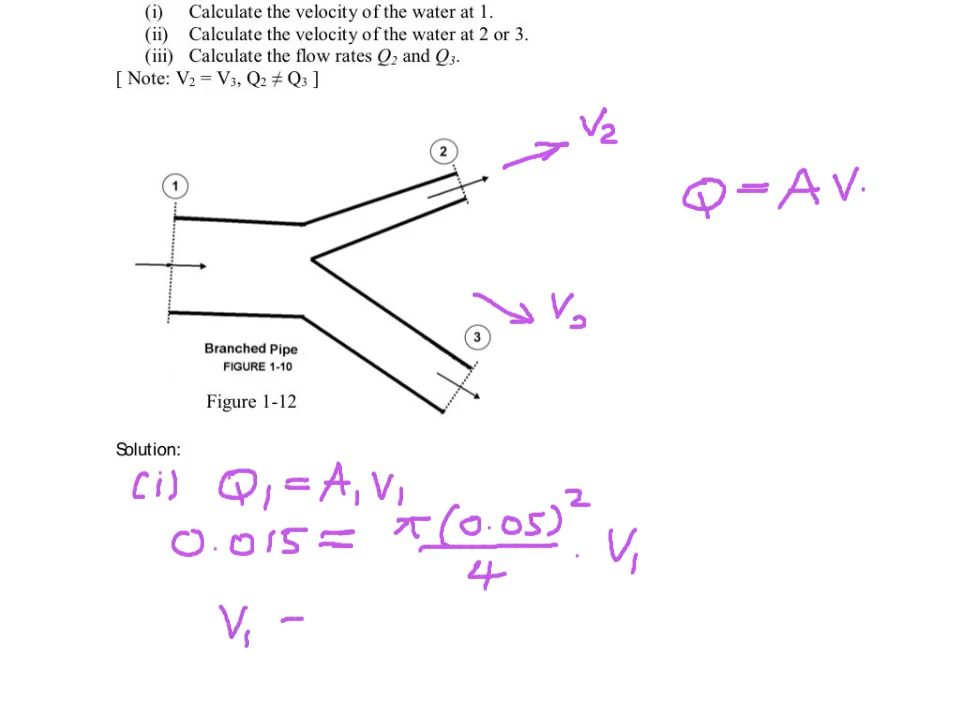 (i) Calculate the velocity of the water at 1.
(ii) Calculate the velocity of the water at 2 or 3.
(iii) Calculate the flow rates Q₂ and Q₃.
[ Note: V₂ = V₃, Q₂ ≠ Q₃ ]
V₂
2
1
Q = A V.
V₃
3
Branched Pipe
FIGURE 1-10
Figure 1-12
Solution:
(i) Q₁ = A₁ V₁
0.015 = π(0.05)² / 4 . V₁
V₁ –